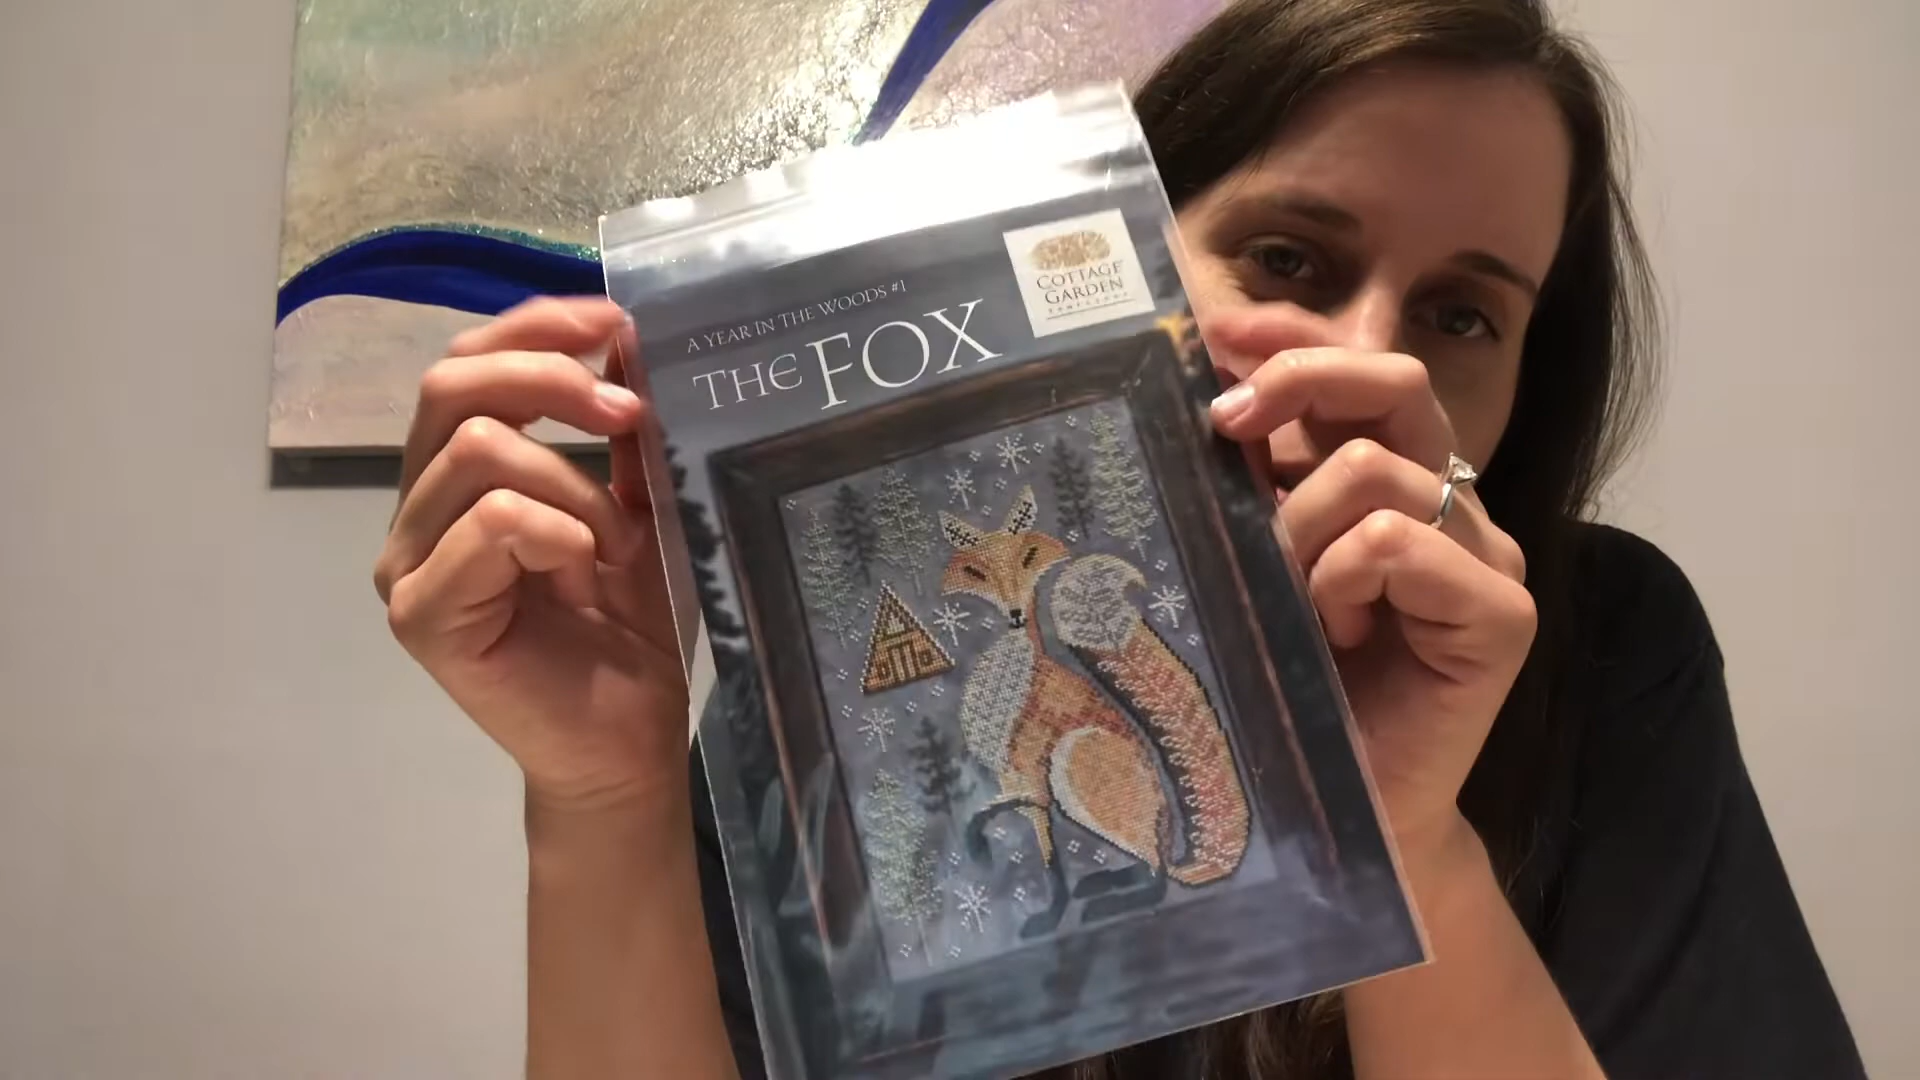 A YEAR IN THE WOODS #1
THE FOX
COTTAGE
GARDEN